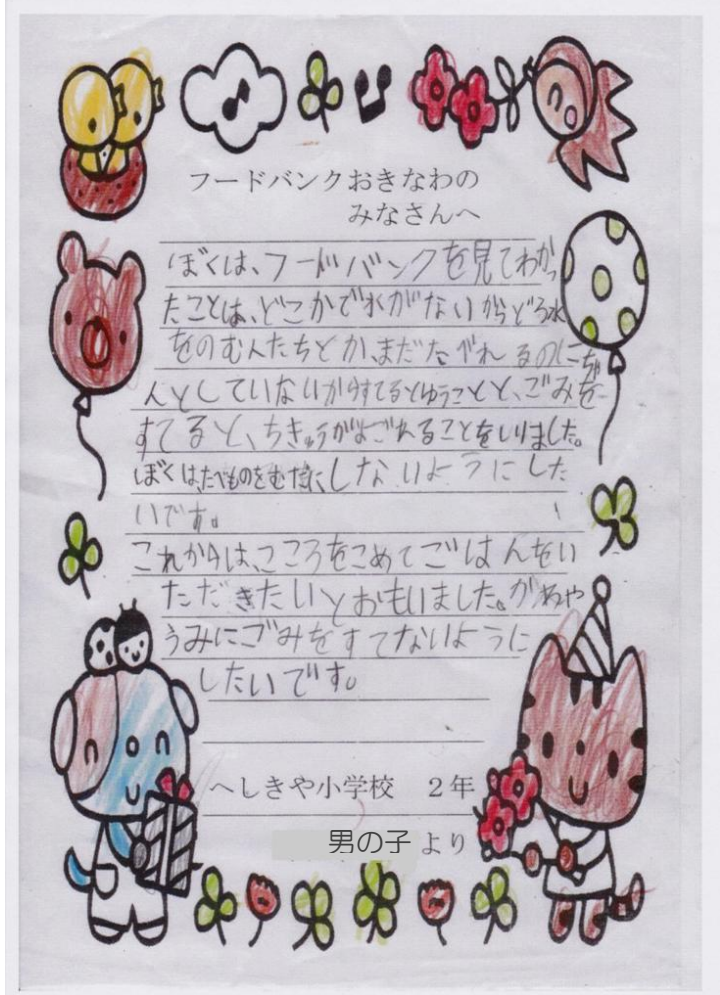 フードバンクおきなわの
みなさんへ
ぼくは、フードバンクを見てわかっ
たことは、どこかで水がないからどろ水
をのむ人たちとか、まだたべれるのにちゃ
んとしていないからすてるとゆうことと、ごみを
すてると、ちきゅうがよごれることをしりました。
ぼくは、たべものをむだにしないようにした
いです。
これからは、こころをこめてごはんをい
ただきたいとおもいました。がわや
うみにごみをすてないように
したいです。
へしきや小学校 2年
男の子 より